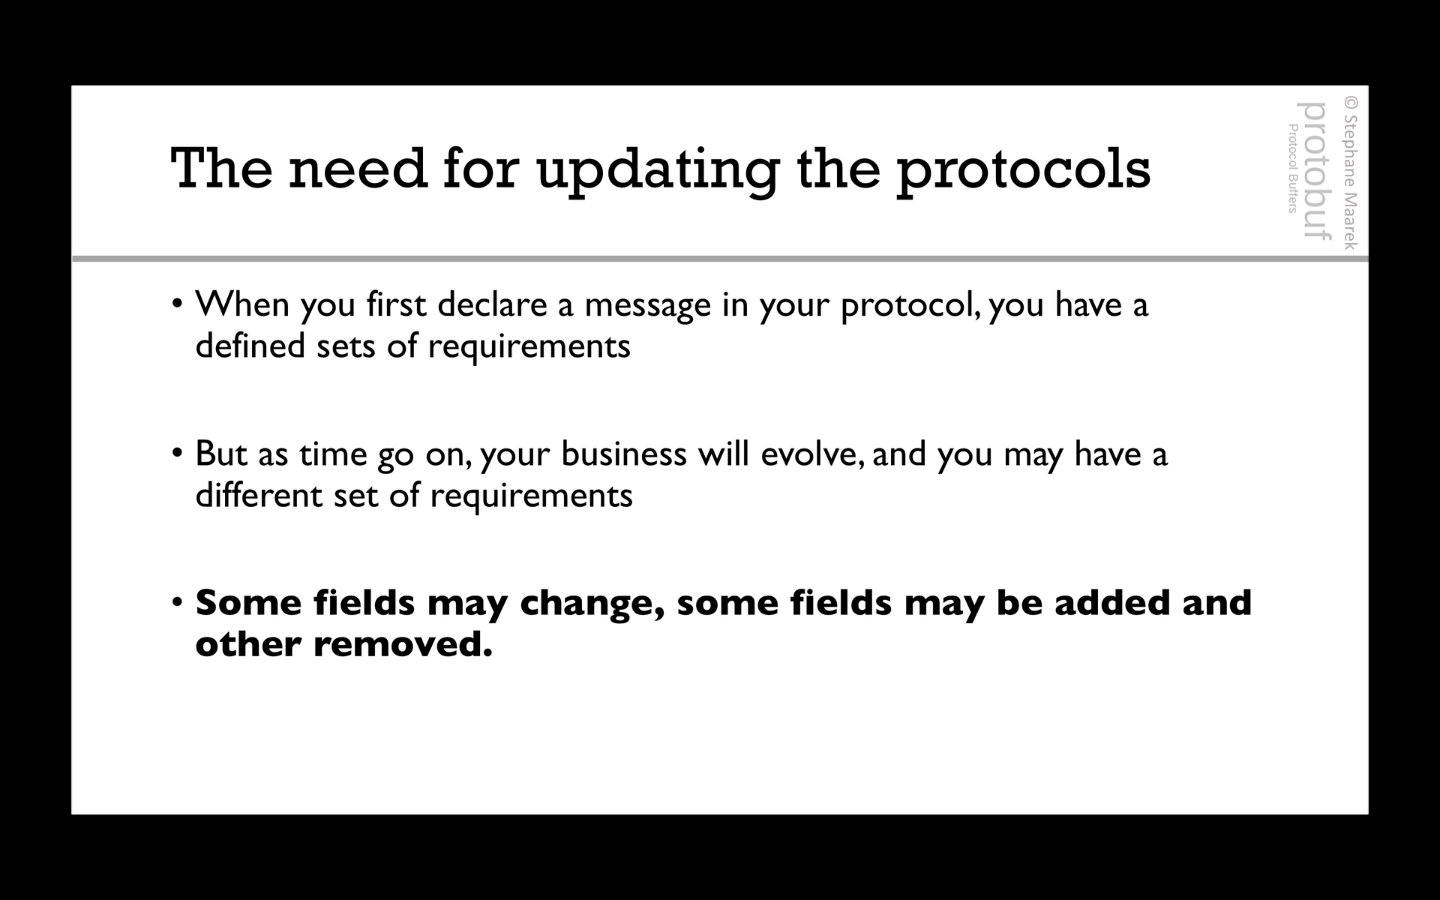 The need for updating the protocols
© Stephane Maarek
protobuf
Protocol Buffers
• When you first declare a message in your protocol, you have a
defined sets of requirements
• But as time go on, your business will evolve, and you may have a
different set of requirements
• Some fields may change, some fields may be added and
other removed.